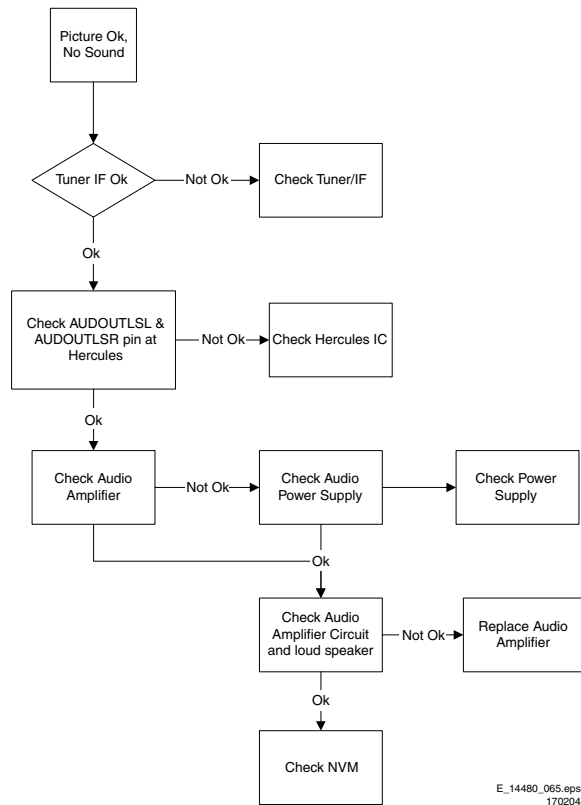 Picture Ok,
No Sound
Tuner IF Ok
Not Ok
Check Tuner/IF
Ok
Check AUDOUTLSL &
AUDOUTLSR pin at
Hercules
Not Ok
Check Hercules IC
Ok
Check Audio
Amplifier
Not Ok
Check Audio
Power Supply
Check Power
Supply
Ok
Check Audio
Amplifier Circuit
and loud speaker
Not Ok
Replace Audio
Amplifier
Ok
Check NVM
E_14480_065.eps
170204